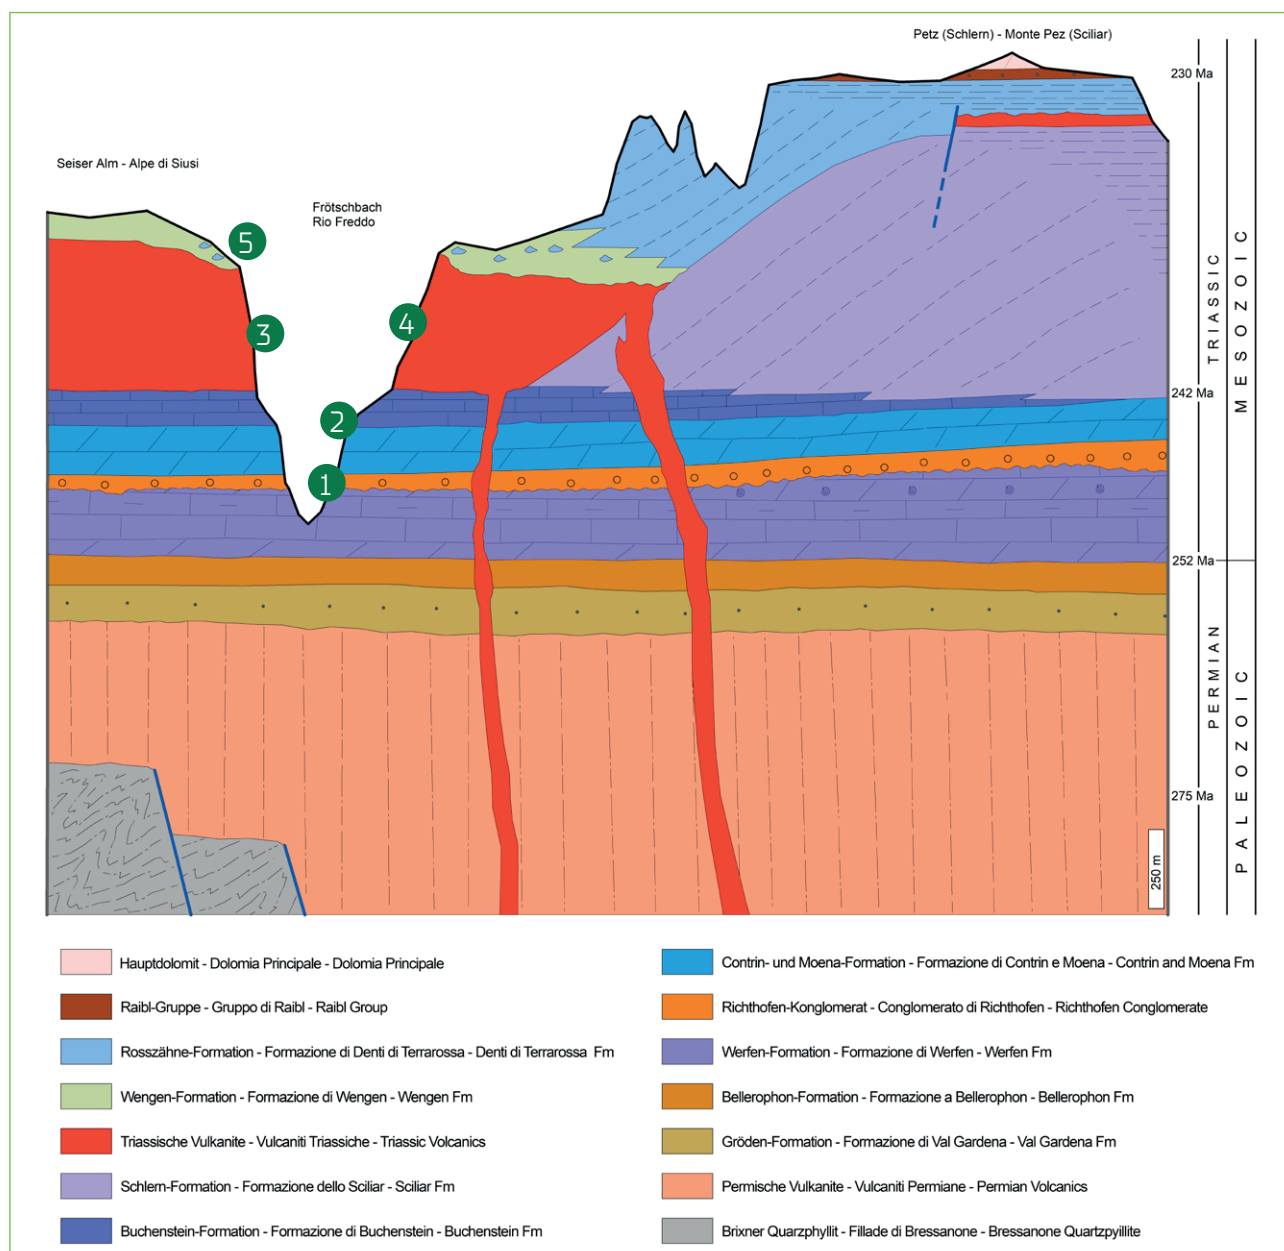 Petz (Schlern) - Monte Pez (Sciliar)
230 Ma
Seiser Alm - Alpe di Siusi
Frötschbach
Rio Freddo
5
3
4
2
1
242 Ma
252 Ma
275 Ma
TRIASSIC
MESOZOIC
PERMIAN
PALEOZOIC
250 m
Hauptdolomit - Dolomia Principale - Dolomia Principale
Raibl-Gruppe - Gruppo di Raibl - Raibl Group
Rosszähne-Formation - Formazione di Denti di Terrarossa - Denti di Terrarossa Fm
Wengen-Formation - Formazione di Wengen - Wengen Fm
Triassische Vulkanite - Vulcaniti Triassiche - Triassic Volcanics
Schlern-Formation - Formazione dello Sciliar - Sciliar Fm
Buchenstein-Formation - Formazione di Buchenstein - Buchenstein Fm
Contrin- und Moena-Formation - Formazione di Contrin e Moena - Contrin and Moena Fm
Richthofen-Konglomerat - Conglomerato di Richthofen - Richthofen Conglomerate
Werfen-Formation - Formazione di Werfen - Werfen Fm
Bellerophon-Formation - Formazione a Bellerophon - Bellerophon Fm
Gröden-Formation - Formazione di Val Gardena - Val Gardena Fm
Permische Vulkanite - Vulcaniti Permiane - Permian Volcanics
Brixner Quarzphyllit - Fillade di Bressanone - Bressanone Quartzpyillite